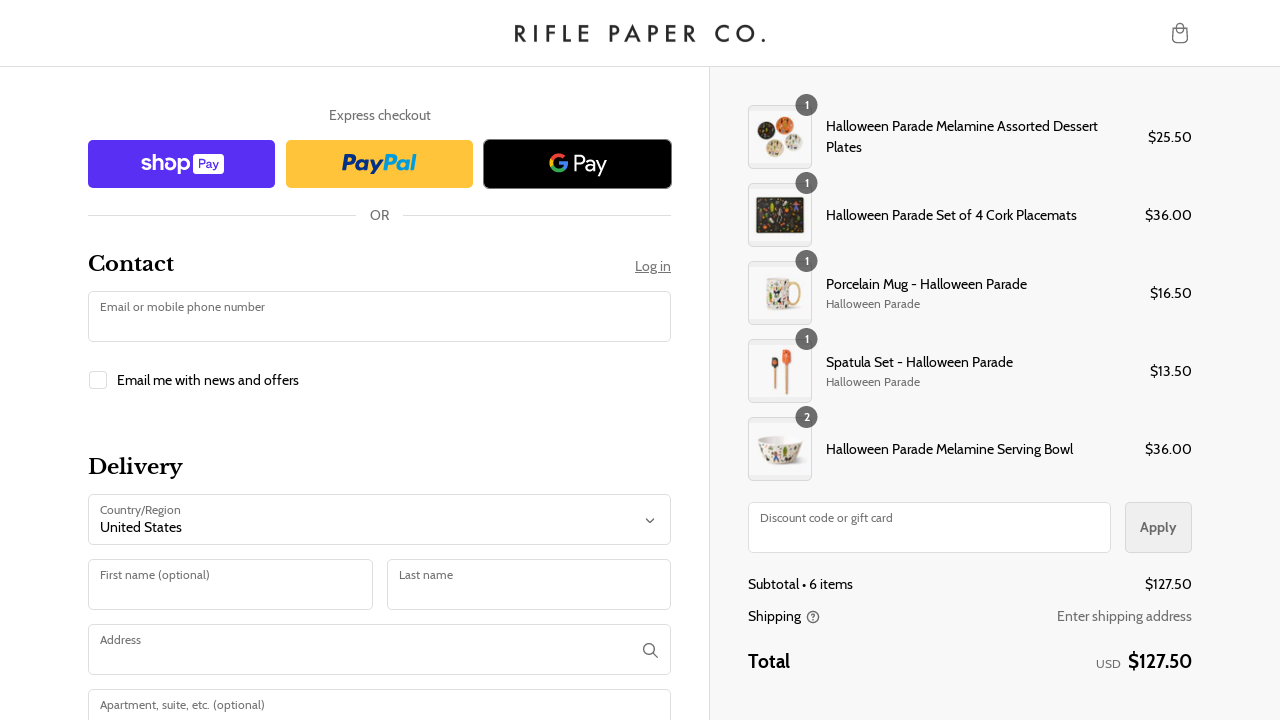 RIFLE PAPER CO.
Express checkout
shop Pay
PayPal
G Pay
OR
Contact
Log in
Email or mobile phone number
Email me with news and offers
Delivery
Country/Region
United States
First name (optional)
Last name
Address
Apartment, suite, etc. (optional)
1
Halloween Parade Melamine Assorted Dessert
Plates
$25.50
1
Halloween Parade Set of 4 Cork Placemats
$36.00
1
Porcelain Mug - Halloween Parade
Halloween Parade
$16.50
1
Spatula Set - Halloween Parade
Halloween Parade
$13.50
2
Halloween Parade Melamine Serving Bowl
$36.00
Discount code or gift card
Apply
Subtotal • 6 items
$127.50
Shipping
Enter shipping address
Total
USD $127.50